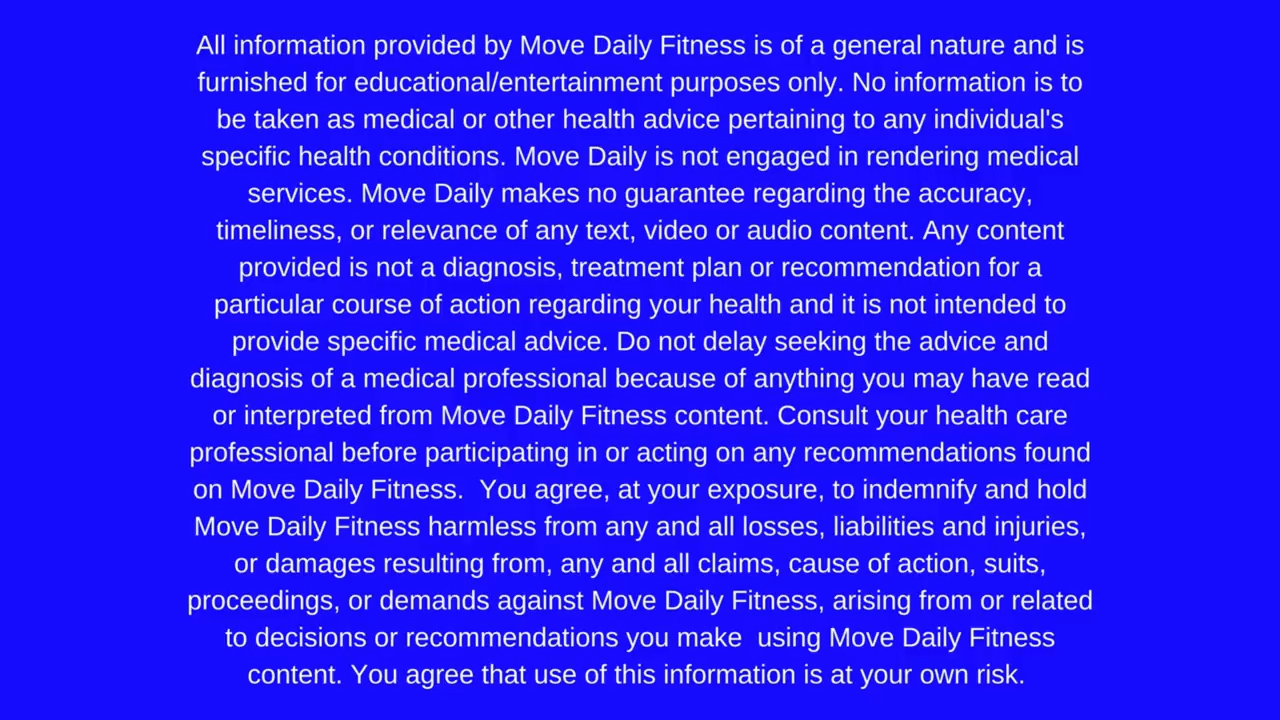 All information provided by Move Daily Fitness is of a general nature and is
furnished for educational/entertainment purposes only. No information is to
be taken as medical or other health advice pertaining to any individual's
specific health conditions. Move Daily is not engaged in rendering medical
services. Move Daily makes no guarantee regarding the accuracy,
timeliness, or relevance of any text, video or audio content. Any content
provided is not a diagnosis, treatment plan or recommendation for a
particular course of action regarding your health and it is not intended to
provide specific medical advice. Do not delay seeking the advice and
diagnosis of a medical professional because of anything you may have read
or interpreted from Move Daily Fitness content. Consult your health care
professional before participating in or acting on any recommendations found
on Move Daily Fitness.  You agree, at your exposure, to indemnify and hold
Move Daily Fitness harmless from any and all losses, liabilities and injuries,
or damages resulting from, any and all claims, cause of action, suits,
proceedings, or demands against Move Daily Fitness, arising from or related
to decisions or recommendations you make  using Move Daily Fitness
content. You agree that use of this information is at your own risk.